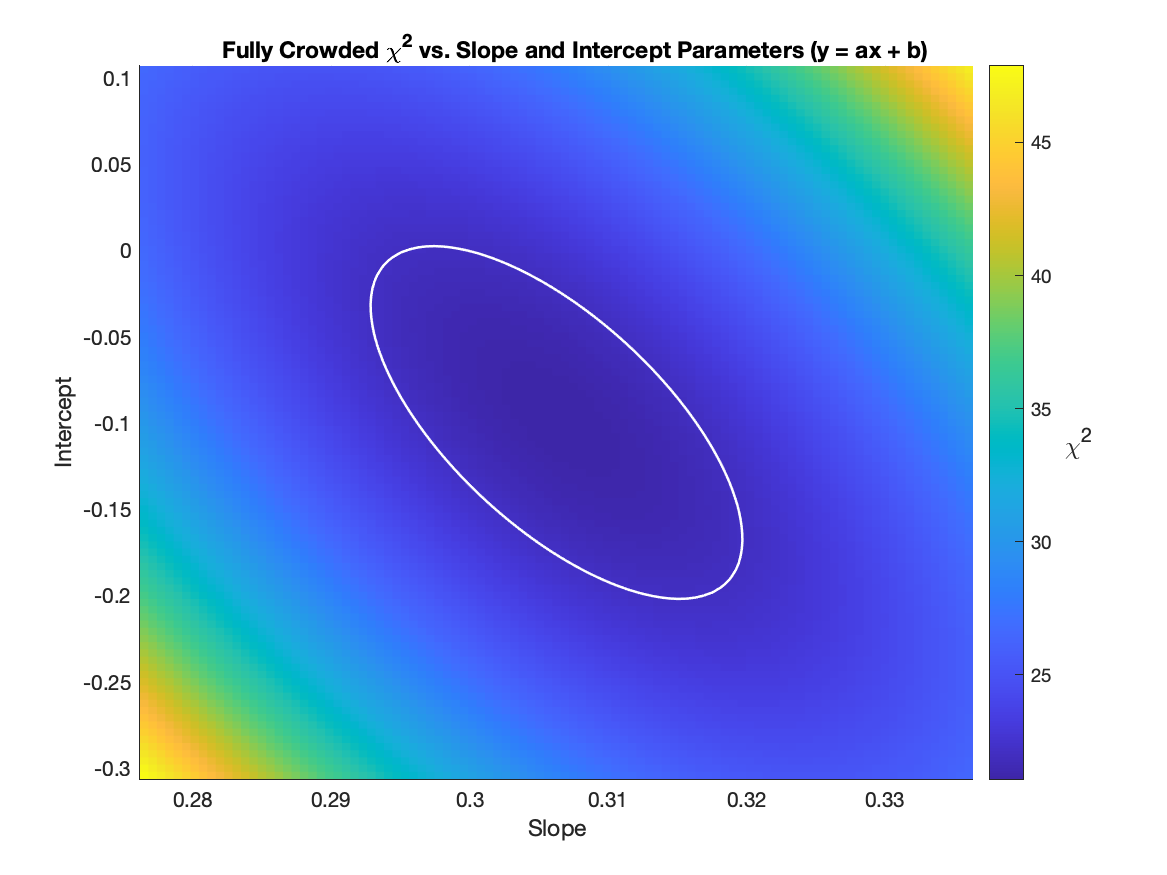 Fully Crowded χ² vs. Slope and Intercept Parameters (y = ax + b)
0.1
0.05
0
-0.05
-0.1
-0.15
-0.2
-0.25
-0.3
Intercept
0.28 0.29 0.3 0.31 0.32 0.33
Slope
45
40
35
30
25
χ²